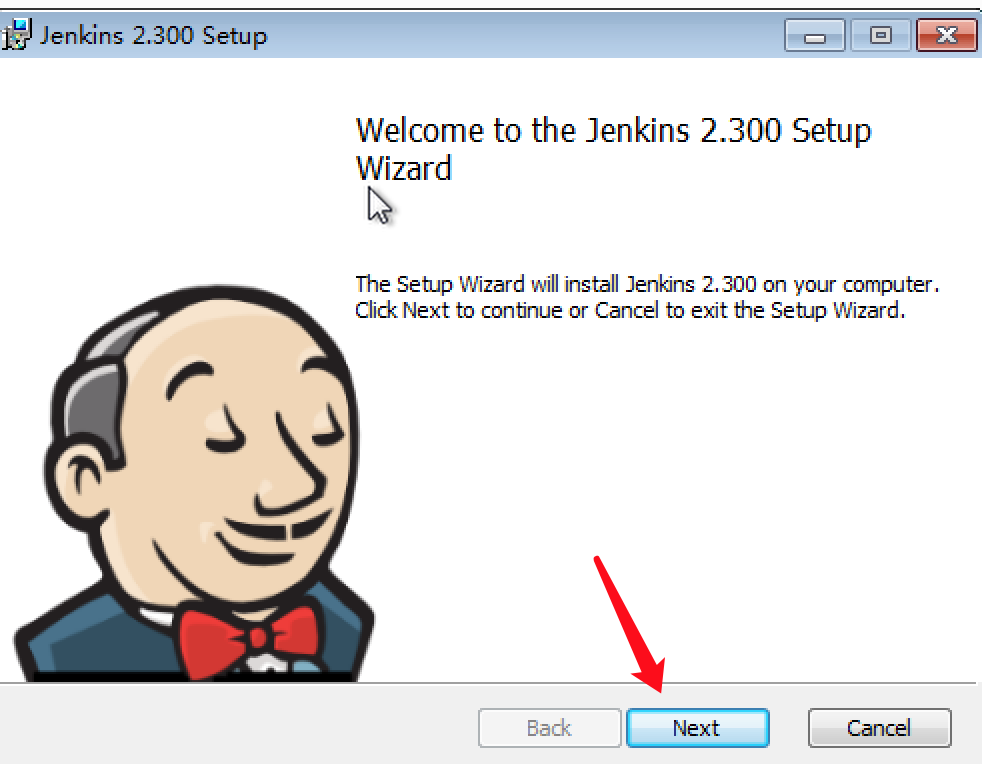 Jenkins 2.300 Setup
Welcome to the Jenkins 2.300 Setup
Wizard
The Setup Wizard will install Jenkins 2.300 on your computer.
Click Next to continue or Cancel to exit the Setup Wizard.
Back
Next
Cancel